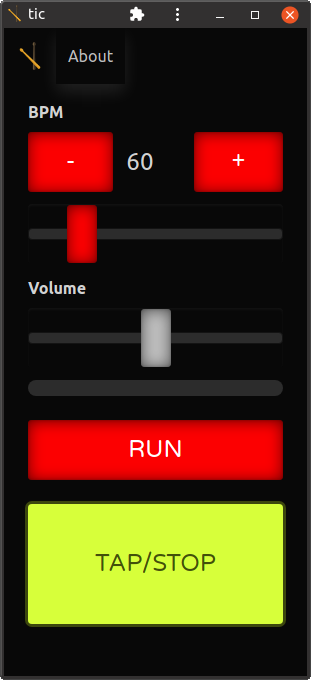 tic
About
BPM
- 60 +
Volume
RUN
TAP/STOP